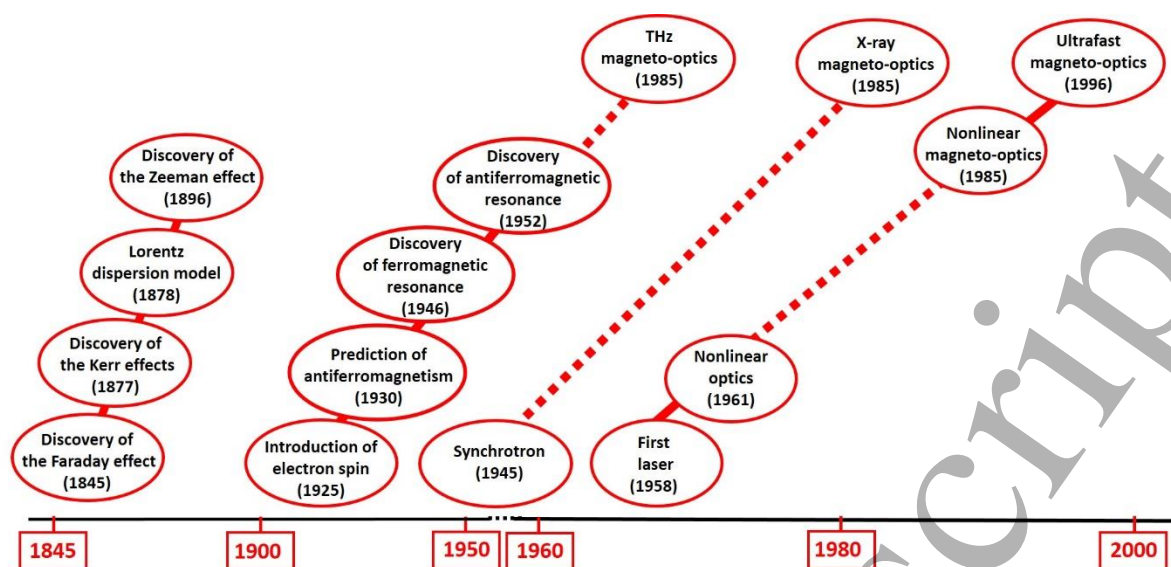 THz
magneto-optics
(1985)
X-ray
magneto-optics
(1985)
Ultrafast
magneto-optics
(1996)
Discovery of
the Zeeman effect
(1896)
Discovery
of antiferromagnetic
resonance
(1952)
Nonlinear
magneto-optics
(1985)
Lorentz
dispersion model
(1878)
Discovery
of ferromagnetic
resonance
(1946)
Discovery of
the Kerr effects
(1877)
Prediction of
antiferromagnetism
(1930)
Nonlinear
optics
(1961)
Discovery of
the Faraday effect
(1845)
Introduction of
electron spin
(1925)
Synchrotron
(1945)
First
laser
(1958)
1845
1900
1950
1960
1980
2000
cript